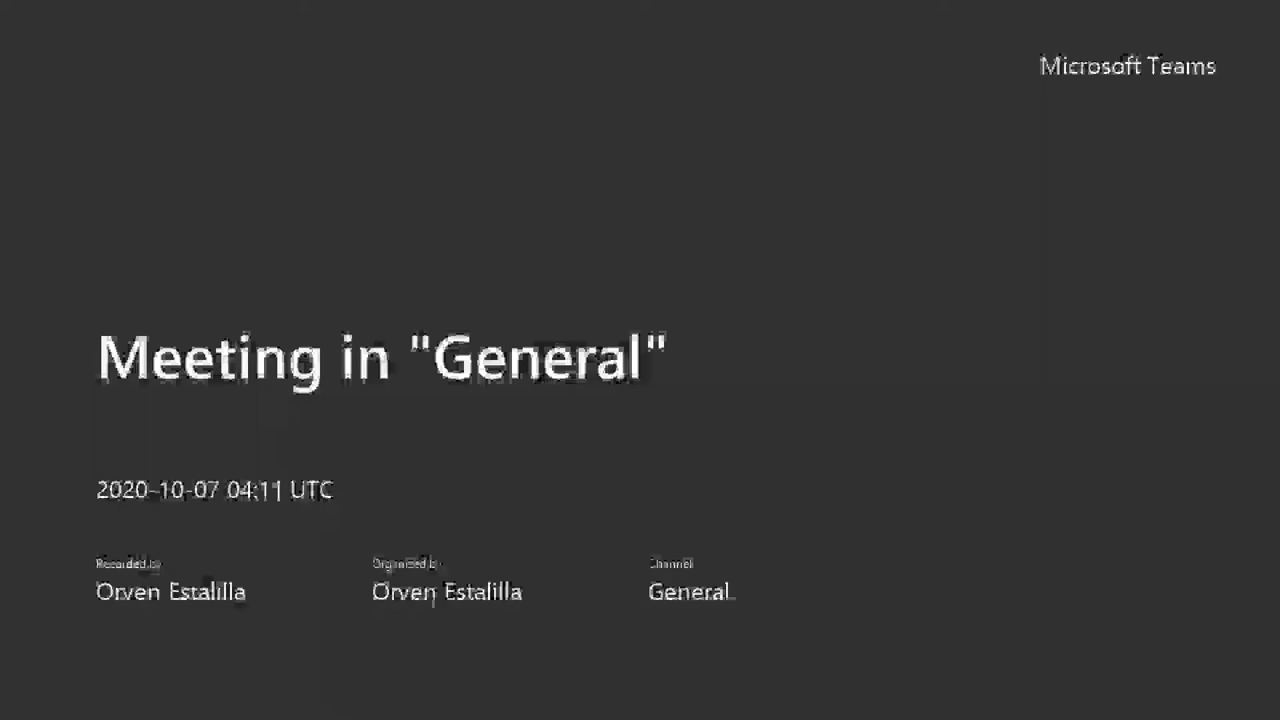 Microsoft Teams
Meeting in "General"
2020-10-07 04:11 UTC
Recorded by Organized by Channel
Orven Estalilla Orven Estalilla General